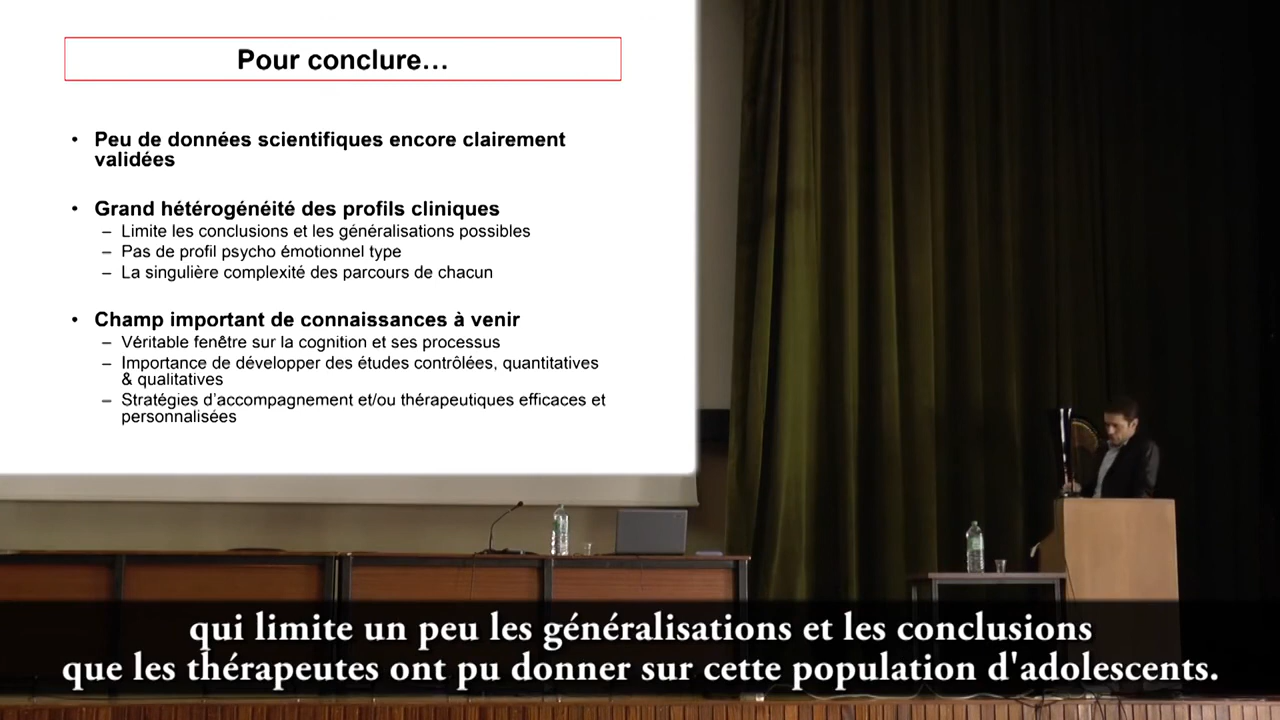 Pour conclure…
• Peu de données scientifiques encore clairement
validées
• Grand hétérogénéité des profils cliniques
– Limite les conclusions et les généralisations possibles
– Pas de profil psycho émotionnel type
– La singulière complexité des parcours de chacun
• Champ important de connaissances à venir
– Véritable fenêtre sur la cognition et ses processus
– Importance de développer des études contrôlées, quantitatives
& qualitatives
– Stratégies d’accompagnement et/ou thérapeutiques efficaces et
personnalisées
qui limite un peu les généralisations et les conclusions
que les thérapeutes ont pu donner sur cette population d'adolescents.